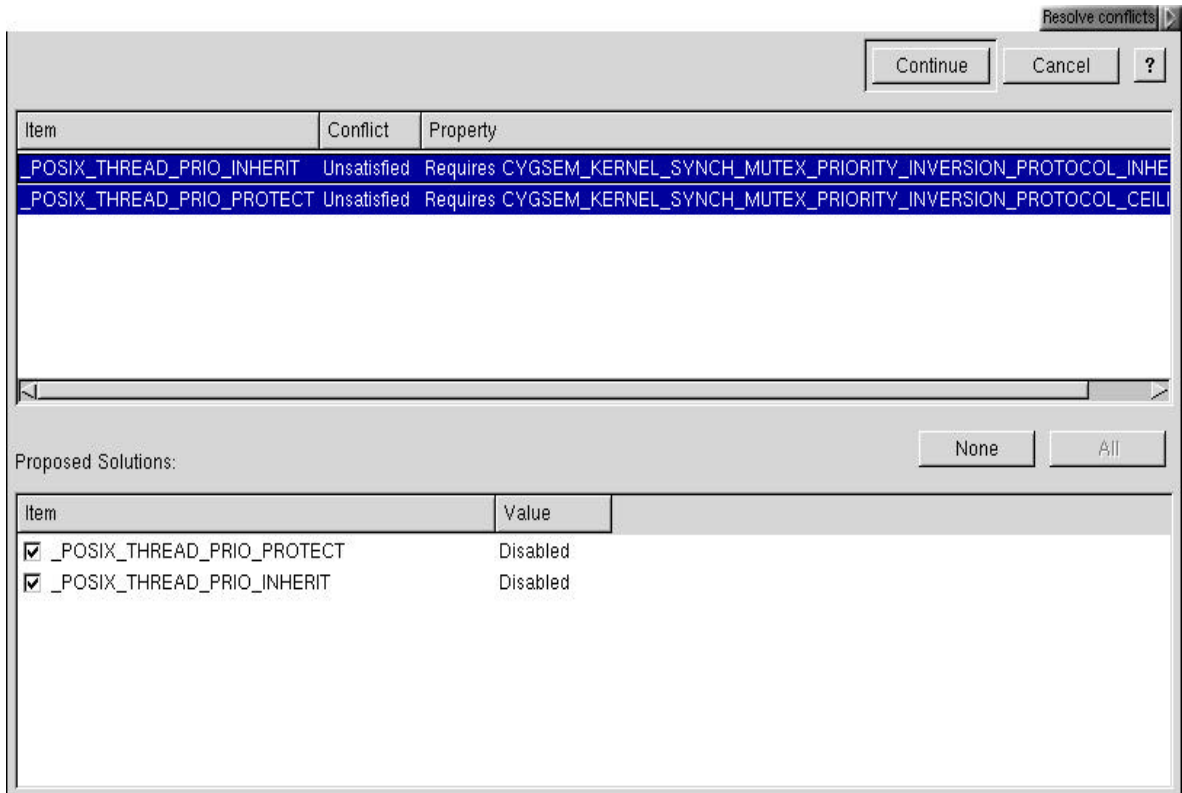 Resolve conflicts
Continue Cancel ?
Item Conflict Property
_POSIX_THREAD_PRIO_INHERIT Unsatisfied Requires CYGSEM_KERNEL_SYNCH_MUTEX_PRIORITY_INVERSION_PROTOCOL_INHE
_POSIX_THREAD_PRIO_PROTECT Unsatisfied Requires CYGSEM_KERNEL_SYNCH_MUTEX_PRIORITY_INVERSION_PROTOCOL_CEILI
None All
Proposed Solutions:
Item Value
_POSIX_THREAD_PRIO_PROTECT Disabled
_POSIX_THREAD_PRIO_INHERIT Disabled